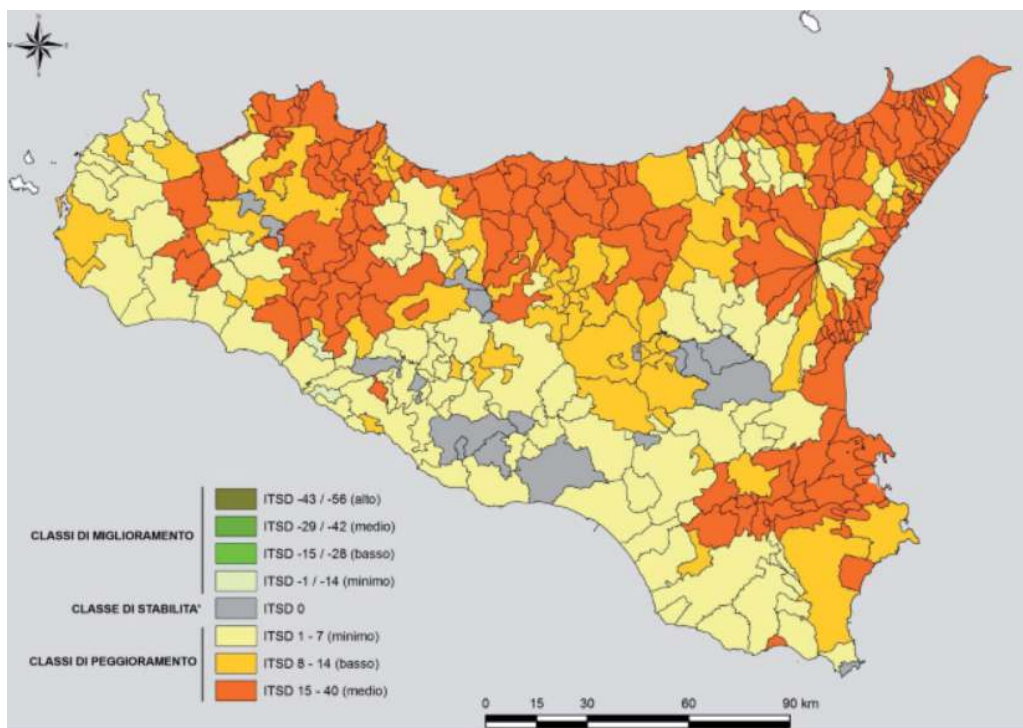 N
CLASSI DI MIGLIORAMENTO
ITSD -43 / -56 (alto)
ITSD -29 / -42 (medio)
ITSD -15 / -28 (basso)
ITSD -1 / -14 (minimo)
CLASSE DI STABILITA'
ITSD 0
CLASSI DI PEGGIORAMENTO
ITSD 1 - 7 (minimo)
ITSD 8 - 14 (basso)
ITSD 15 - 40 (medio)
0 15 30 60 90 km